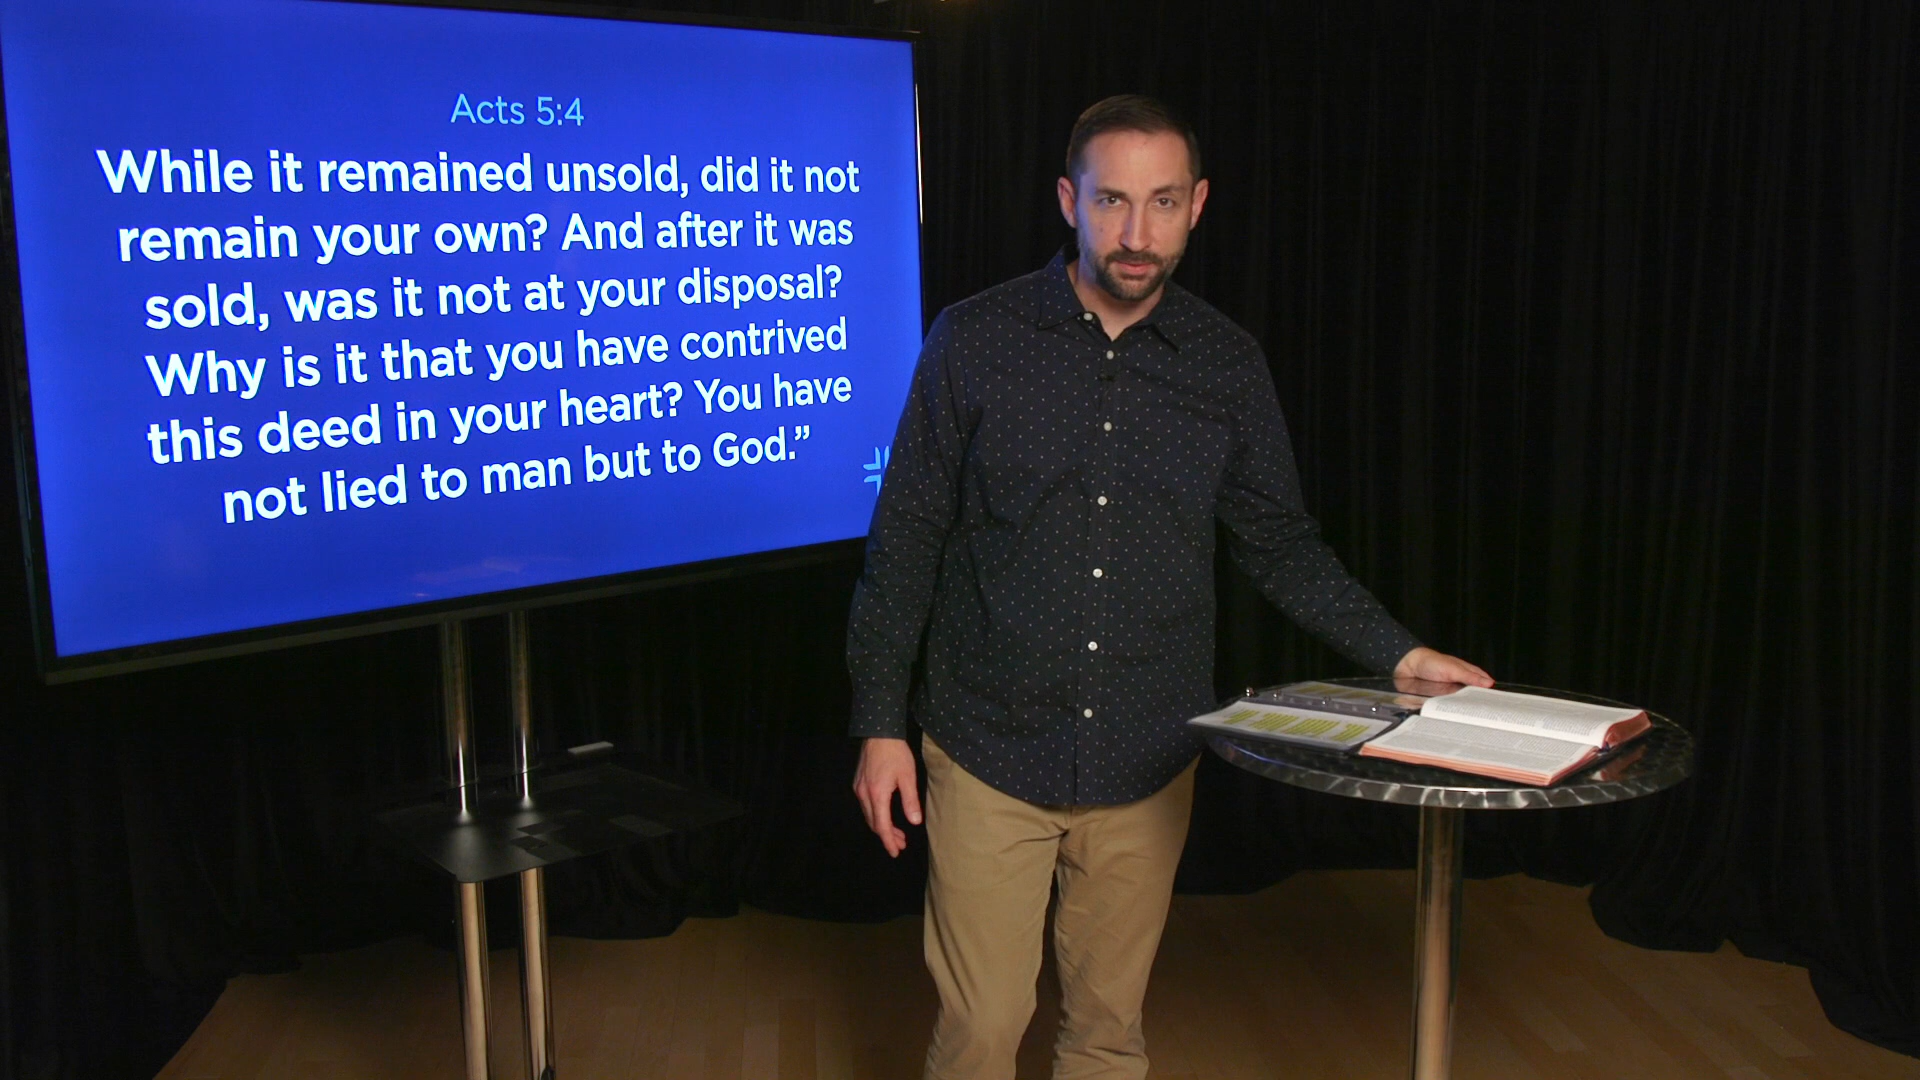 Acts 5:4
While it remained unsold, did it not
remain your own? And after it was
sold, was it not at your disposal?
Why is it that you have contrived
this deed in your heart? You have
not lied to man but to God.”